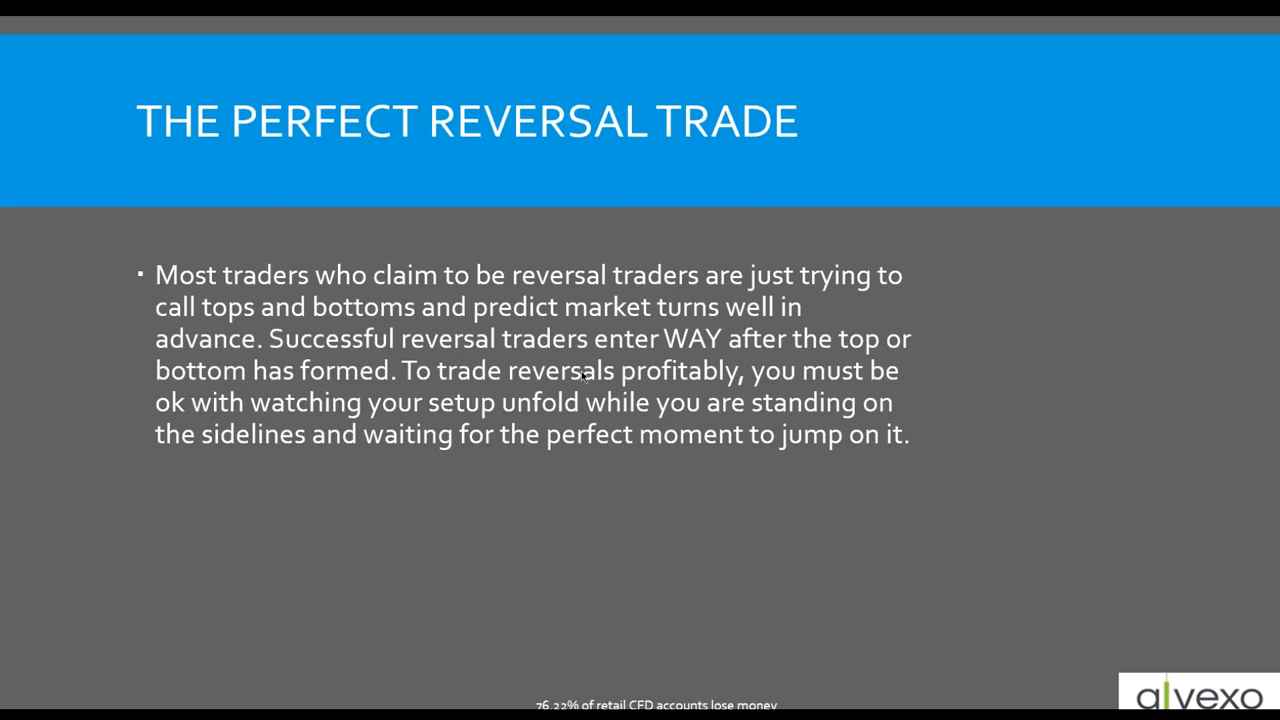 THE PERFECT REVERSAL TRADE
▪ Most traders who claim to be reversal traders are just trying to
call tops and bottoms and predict market turns well in
advance. Successful reversal traders enter WAY after the top or
bottom has formed. To trade reversals profitably, you must be
ok with watching your setup unfold while you are standing on
the sidelines and waiting for the perfect moment to jump on it.
76.22% of retail CFD accounts lose money
alvexo